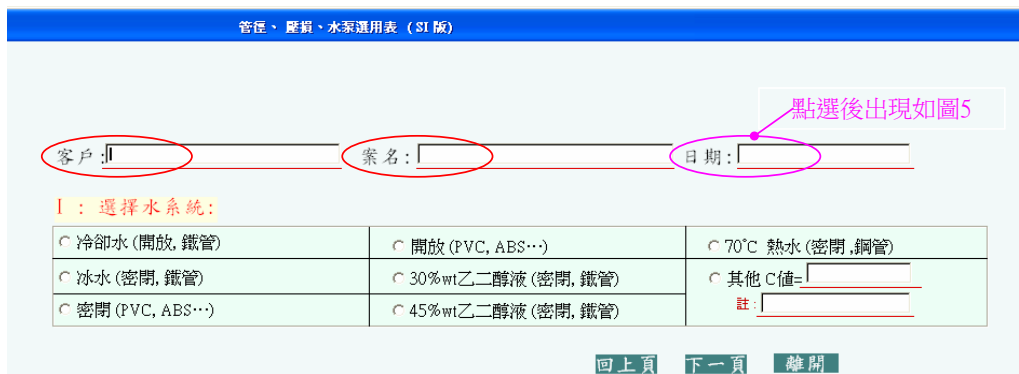 管徑、壓損、水泵選用表 (SI 版)
點選後出現如圖5
客戶: 案名: 日期:
I : 選擇水系統:
冷卻水(開放,鐵管) 開放(PVC, ABS…) 70℃ 熱水(密閉,鋼管)
冰水(密閉,鐵管) 30%wt乙二醇液(密閉,鐵管) 其他 C值=
密閉(PVC, ABS…) 45%wt乙二醇液(密閉,鐵管) 註:
回上頁 下一頁 離開